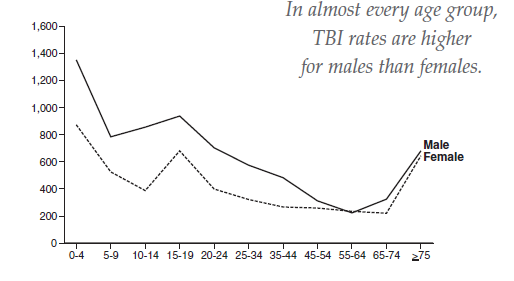 In almost every age group,
TBI rates are higher
for males than females.
1,600
1,400
1,200
1,000
800
600
400
200
0
Male
Female
0-4 5-9 10-14 15-19 20-24 25-34 35-44 45-54 55-64 65-74 ≥75